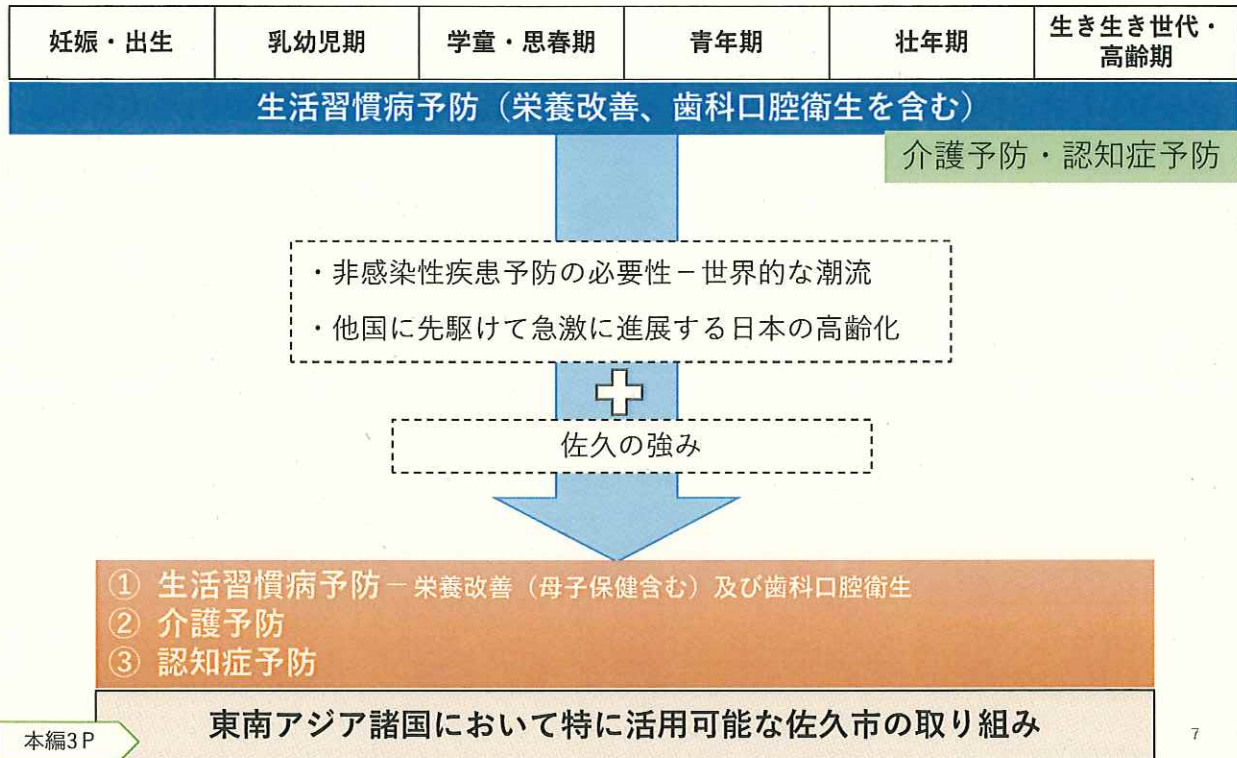 妊娠・出生
乳幼児期
学童・思春期
青年期
壮年期
生き生き世代・
高齢期
生活習慣病予防（栄養改善、歯科口腔衛生を含む）
介護予防・認知症予防
・非感染性疾患予防の必要性－世界的な潮流
・他国に先駆けて急激に進展する日本の高齢化
佐久の強み
① 生活習慣病予防－栄養改善（母子保健含む）及び歯科口腔衛生
② 介護予防
③ 認知症予防
東南アジア諸国において特に活用可能な佐久市の取り組み
本編3P
7